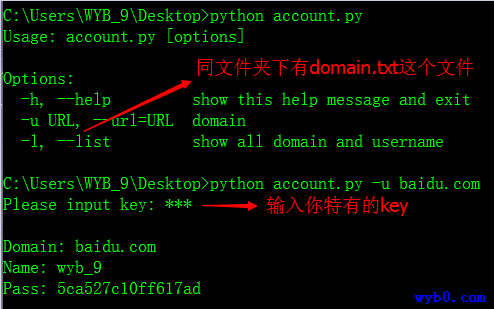 C:\Users\WYB_9\Desktop>python account.py
Usage: account.py [options]
同文件夹下有domain.txt这个文件
Options:
-h, --help show this help message and exit
-u URL, --url=URL domain
-l, --list show all domain and username
C:\Users\WYB_9\Desktop>python account.py -u baidu.com
Please input key: *** 输入你特有的key
Domain: baidu.com
Name: wyb_9
Pass: 5ca527c10ff617ad
wyb0.com